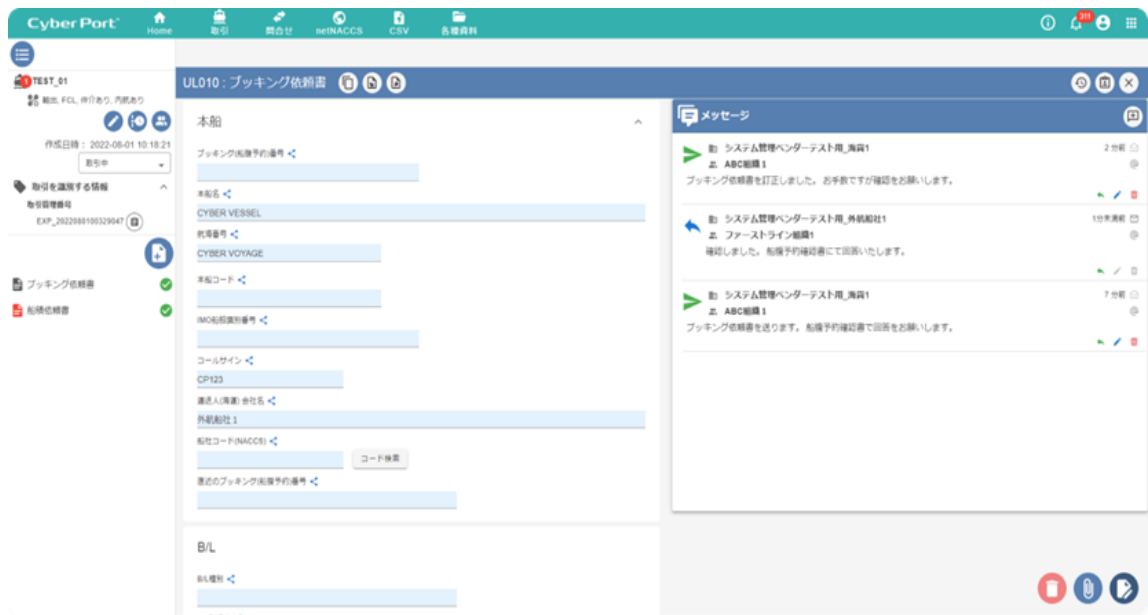 Cyber Port
Home
取引
問合せ
netNACCS
CSV
各種資料
311
1
TEST_01
輸出, FCL, 仲介あり, 内航あり
作成日時 : 2022-08-01 10:18:21
取引中
取引を識別する情報
取引管理番号
EXP_2022080100329047
ブッキング依頼書
船積依頼書
UL010 : ブッキング依頼書
本船
ブッキング(船腹予約)番号
本船名
CYBER VESSEL
航海番号
CYBER VOYAGE
本船コード
IMO船舶識別番号
コールサイン
CP123
運送人(海運) 会社名
外航船社 1
船社コード(NACCS)
コード検索
直近のブッキング(船腹予約)番号
B/L
B/L種別
メッセージ
システム管理ベンダーテスト用_海貨1
2 分前
ABC組織 1
ブッキング依頼書を訂正しました。お手数ですが確認をお願いします。
システム管理ベンダーテスト用_外航船社1
1分未満前
ファーストライン組織1
確認しました。船腹予約確認書にて回答いたします。
システム管理ベンダーテスト用_海貨1
7 分前
ABC組織 1
ブッキング依頼書を送ります。船腹予約確認書で回答をお願いします。